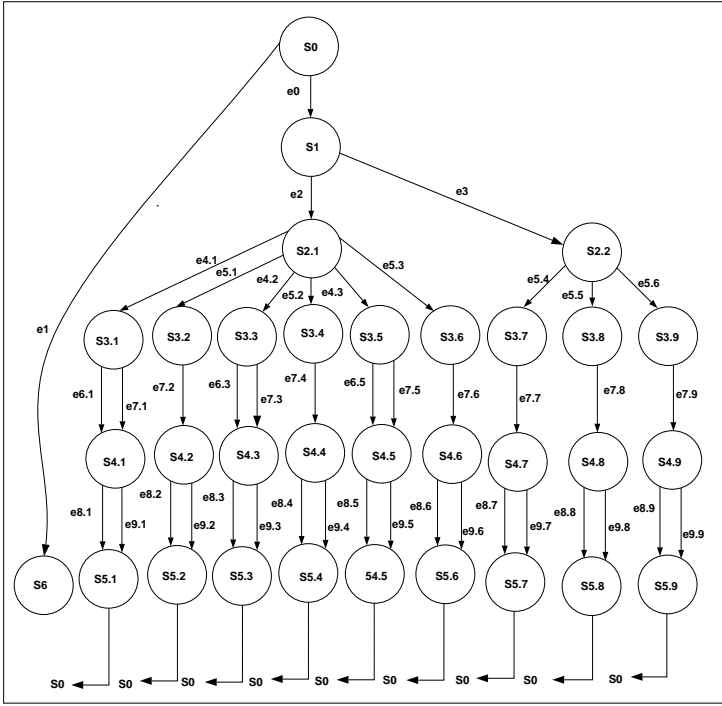 S0
e0
S1
e2
e3
S2.1
S2.2
e4.1
e5.1
e4.2
e5.2
e4.3
e5.3
e5.4
e5.5
e5.6
e1
S3.1
S3.2
S3.3
S3.4
S3.5
S3.6
S3.7
S3.8
S3.9
e6.1
e7.1
e7.2
e6.3
e7.3
e7.4
e6.5
e7.5
e7.6
e7.7
e7.8
e7.9
S4.1
S4.2
S4.3
S4.4
S4.5
S4.6
S4.7
S4.8
S4.9
e8.1
e9.1
e8.2
e9.2
e8.3
e9.3
e8.4
e9.4
e8.5
e9.5
e8.6
e9.6
e8.7
e9.7
e8.8
e9.8
e8.9
e9.9
S6
S5.1
S5.2
S5.3
S5.4
54.5
S5.6
S5.7
S5.8
S5.9
S0
S0
S0
S0
S0
S0
S0
S0
S0